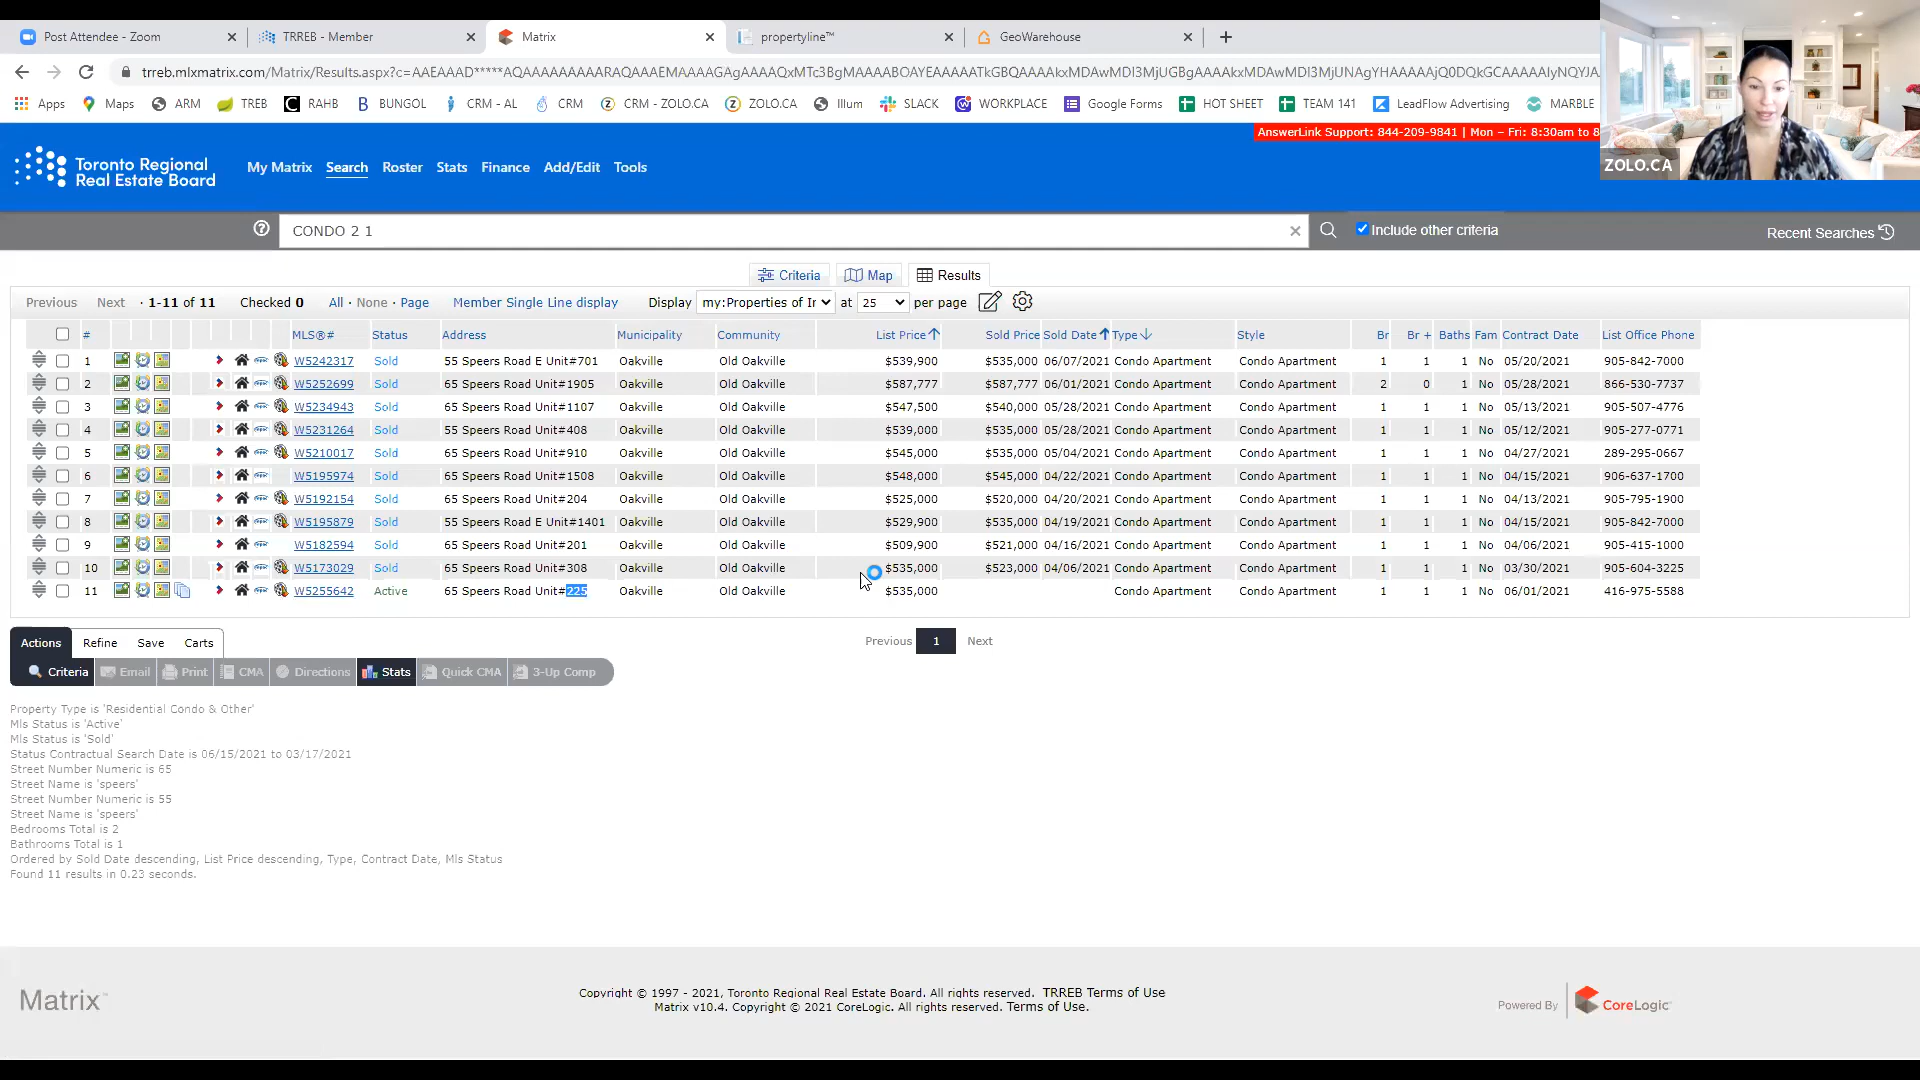 Post Attendee - Zoom
TRREB - Member
Matrix
propertyline™
GeoWarehouse
trreb.mlxmatrix.com/Matrix/Results.aspx?c=AAEAAAD*****AQAAAAAAAAARAQAAAEMAAAAGAgAAAAQxMTc3BgMAAAABOAYEAAAAATkGBQAAAAkxMDAwMDI3MjUGBgAAAAkxMDAwMDI3MjUNAgYHAAAAAjQ0DQkGCAAAAAIyNQYJA
Apps Maps ARM TREB RAHB BUNGOL CRM - AL CRM CRM - ZOLO.CA ZOLO.CA Illum SLACK WORKPLACE Google Forms HOT SHEET TEAM 141 LeadFlow Advertising MARBLE
AnswerLink Support: 844-209-9841 | Mon – Fri: 8:30am to 8
ZOLO.CA
Toronto Regional
Real Estate Board
My Matrix Search Roster Stats Finance Add/Edit Tools
CONDO 2 1
Include other criteria
Recent Searches
Criteria Map Results
Previous Next · 1-11 of 11 Checked 0 All · None · Page Member Single Line display Display my:Properties of Ir at 25 per page
# MLS®# Status Address Municipality Community List Price Sold Price Sold Date Type Style Br Br + Baths Fam Contract Date List Office Phone
1 W5242317 Sold 55 Speers Road E Unit#701 Oakville Old Oakville $539,900 $535,000 06/07/2021 Condo Apartment Condo Apartment 1 1 1 No 05/20/2021 905-842-7000
2 W5252699 Sold 65 Speers Road Unit#1905 Oakville Old Oakville $587,777 $587,777 06/01/2021 Condo Apartment Condo Apartment 2 0 1 No 05/28/2021 866-530-7737
3 W5234943 Sold 65 Speers Road Unit#1107 Oakville Old Oakville $547,500 $540,000 05/28/2021 Condo Apartment Condo Apartment 1 1 1 No 05/13/2021 905-507-4776
4 W5231264 Sold 55 Speers Road Unit#408 Oakville Old Oakville $539,000 $535,000 05/28/2021 Condo Apartment Condo Apartment 1 1 1 No 05/12/2021 905-277-0771
5 W5210017 Sold 65 Speers Road Unit#910 Oakville Old Oakville $545,000 $535,000 05/04/2021 Condo Apartment Condo Apartment 1 1 1 No 04/27/2021 289-295-0667
6 W5195974 Sold 65 Speers Road Unit#1508 Oakville Old Oakville $548,000 $545,000 04/22/2021 Condo Apartment Condo Apartment 1 1 1 No 04/15/2021 906-637-1700
7 W5192154 Sold 65 Speers Road Unit#204 Oakville Old Oakville $525,000 $520,000 04/20/2021 Condo Apartment Condo Apartment 1 1 1 No 04/13/2021 905-795-1900
8 W5195879 Sold 55 Speers Road E Unit#1401 Oakville Old Oakville $529,900 $535,000 04/19/2021 Condo Apartment Condo Apartment 1 1 1 No 04/15/2021 905-842-7000
9 W5182594 Sold 65 Speers Road Unit#201 Oakville Old Oakville $509,900 $521,000 04/16/2021 Condo Apartment Condo Apartment 1 1 1 No 04/06/2021 905-415-1000
10 W5173029 Sold 65 Speers Road Unit#308 Oakville Old Oakville $535,000 $523,000 04/06/2021 Condo Apartment Condo Apartment 1 1 1 No 03/30/2021 905-604-3225
11 W5255642 Active 65 Speers Road Unit#225 Oakville Old Oakville $535,000 Condo Apartment Condo Apartment 1 1 1 No 06/01/2021 416-975-5588
Actions Refine Save Carts
Previous 1 Next
Criteria Email Print CMA Directions Stats Quick CMA 3-Up Comp
Property Type is 'Residential Condo & Other'
Mls Status is 'Active'
Mls Status is 'Sold'
Status Contractual Search Date is 06/15/2021 to 03/17/2021
Street Number Numeric is 65
Street Name is 'speers'
Street Number Numeric is 55
Street Name is 'speers'
Bedrooms Total is 2
Bathrooms Total is 1
Ordered by Sold Date descending, List Price descending, Type, Contract Date, Mls Status
Found 11 results in 0.23 seconds.
Matrix™
Copyright © 1997 - 2021, Toronto Regional Real Estate Board. All rights reserved. TRREB Terms of Use
Matrix v10.4. Copyright © 2021 CoreLogic. All rights reserved. Terms of Use.
Powered By CoreLogic